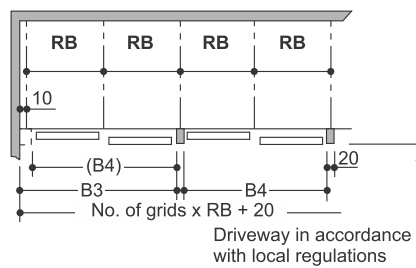 RB RB RB RB
10
(B4)
20
B3 B4
No. of grids x RB + 20
Driveway in accordance
with local regulations